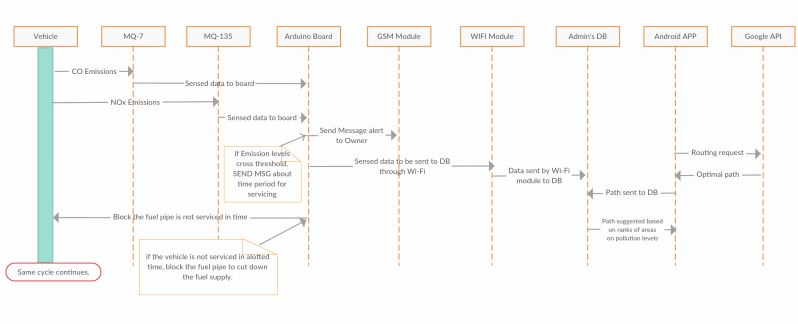 Vehicle
MQ-7
MQ-135
Arduino Board
GSM Module
WIFI Module
Admin's DB
Android APP
Google API
CO Emissions
Sensed data to board
NOx Emissions
Sensed data to board
Send Message alert
to Owner
if Emission levels
cross threshold,
SEND MSG about
time period for
servicing
Sensed data to be sent to DB
through Wi-Fi
Data sent by Wi-Fi
module to DB
Routing request
Optimal path
Path sent to DB
Path suggested based
on ranks of areas
on pollution levels
Block the fuel pipe is not serviced in time
if the vehicle is not serviced in alotted
time, block the fuel pipe to cut down
the fuel supply.
Same cycle continues.